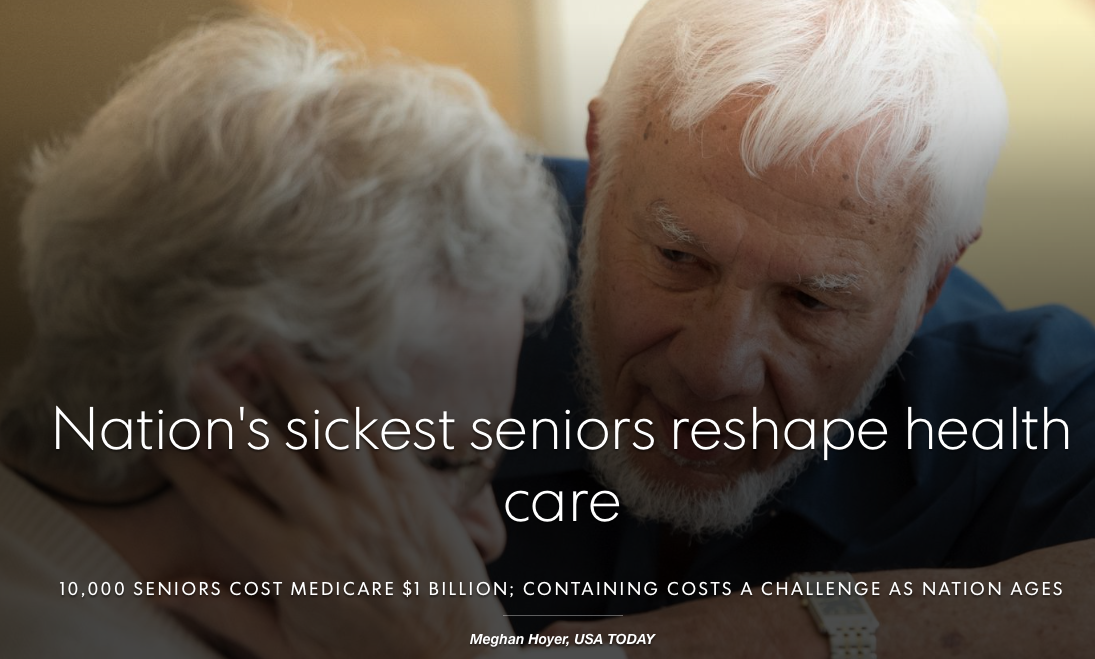 Nation's sickest seniors reshape health
care
10,000 SENIORS COST MEDICARE $1 BILLION; CONTAINING COSTS A CHALLENGE AS NATION AGES
Meghan Hoyer, USA TODAY